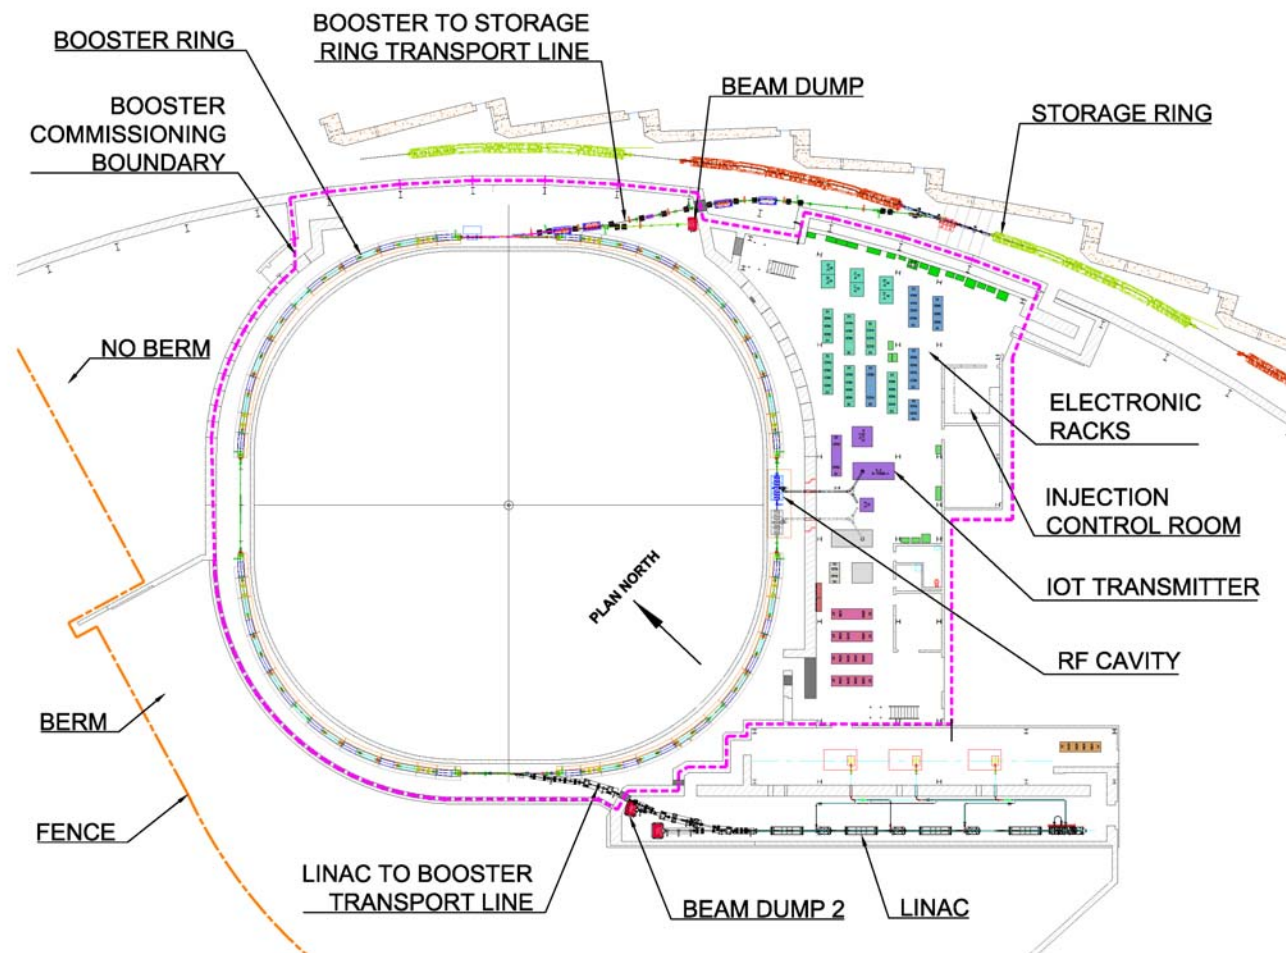 BOOSTER TO STORAGE
RING TRANSPORT LINE
BOOSTER RING
BEAM DUMP
BOOSTER
COMMISSIONING
BOUNDARY
STORAGE RING
NO BERM
ELECTRONIC
RACKS
INJECTION
CONTROL ROOM
IOT TRANSMITTER
PLAN NORTH
RF CAVITY
BERM
FENCE
LINAC TO BOOSTER
TRANSPORT LINE
BEAM DUMP 2
LINAC